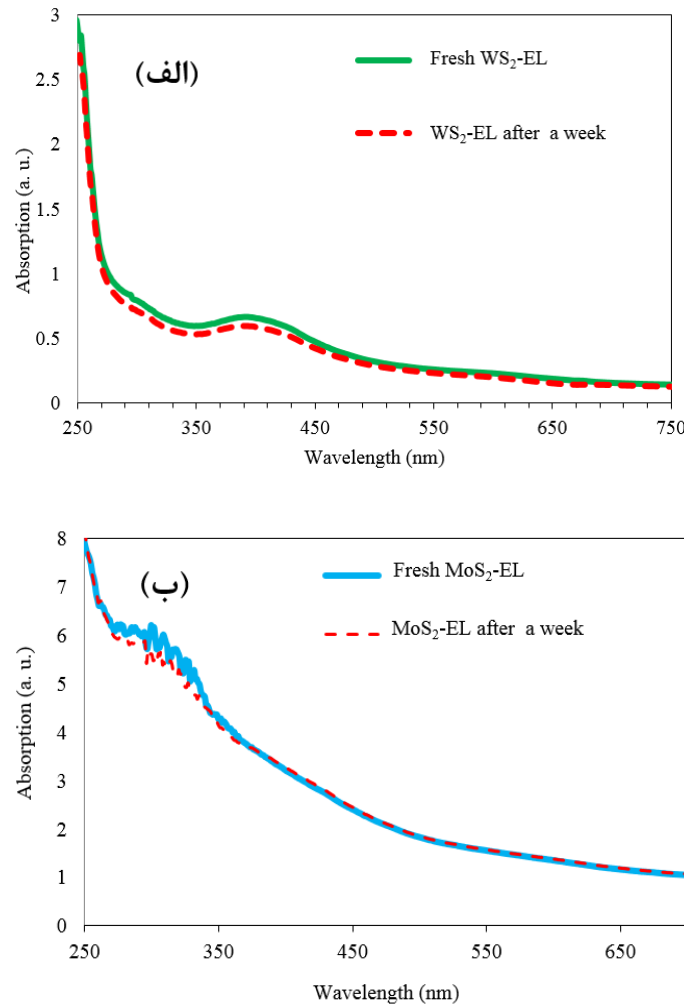 3
2.5
2
1.5
1
0.5
0
Absorption (a. u.)
(الف)
Fresh WS₂-EL
WS₂-EL after a week
250 350 450 550 650 750
Wavelength (nm)
8
7
6
5
4
3
2
1
0
Absorption (a. u.)
(ب)
Fresh MoS₂-EL
MoS₂-EL after a week
250 350 450 550 650
Wavelength (nm)